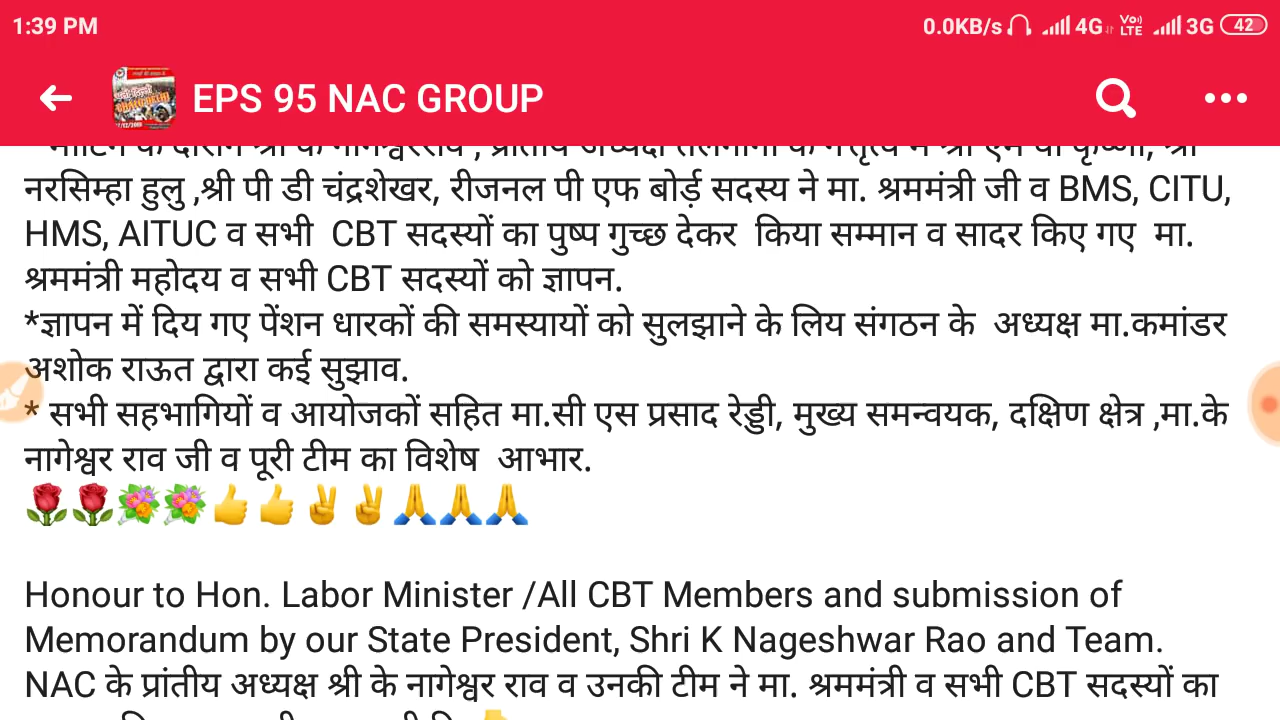 1:39 PM
0.0KB/s 4G Vo) LTE 3G 42
EPS 95 NAC GROUP
नरसिम्हा हुलु ,श्री पी डी चंद्रशेखर, रीजनल पी एफ बोर्ड़ सदस्य ने मा. श्रममंत्री जी व BMS, CITU,
HMS, AITUC व सभी CBT सदस्यों का पुष्प गुच्छ देकर किया सम्मान व सादर किए गए मा.
श्रममंत्री महोदय व सभी CBT सदस्यों को ज्ञापन.
*ज्ञापन में दिय गए पेंशन धारकों की समस्यायों को सुलझाने के लिय संगठन के अध्यक्ष मा.कमांडर
अशोक राऊत द्वारा कई सुझाव.
* सभी सहभागियों व आयोजकों सहित मा.सी एस प्रसाद रेड्डी, मुख्य समन्वयक, दक्षिण क्षेत्र ,मा.के
नागेश्वर राव जी व पूरी टीम का विशेष आभार.
🌹🌹💐💐👍👍✌✌🙏🙏🙏
Honour to Hon. Labor Minister /All CBT Members and submission of
Memorandum by our State President, Shri K Nageshwar Rao and Team.
NAC के प्रांतीय अध्यक्ष श्री के नागेश्वर राव व उनकी टीम ने मा. श्रममंत्री व सभी CBT सदस्यों का